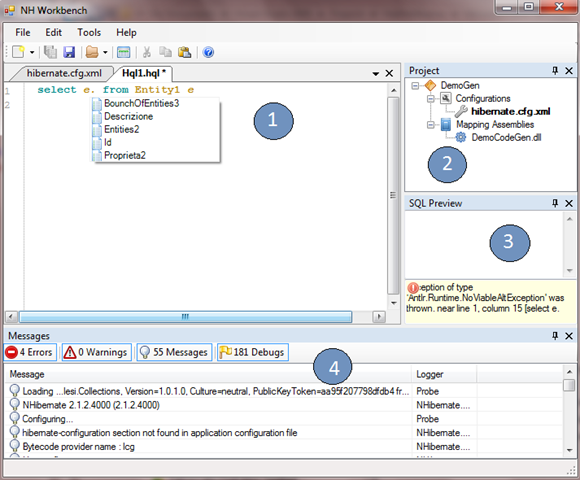 NH Workbench
File Edit Tools Help
hibernate.cfg.xml Hql1.hql *
1 select e. from Entity1 e
2
BounchOfEntities3
Descrizione
Entities2
Id
Proprieta2
1
Project
DemoGen
Configurations
hibernate.cfg.xml
Mapping Assemblies
DemoCodeGen.dll
2
SQL Preview
3
ception of type
'Antlr.Runtime.NoViableAltException' was
thrown. near line 1, column 15 [select e.
Messages
4 Errors 0 Warnings 55 Messages 181 Debugs
4
Message Logger
Loading ...lesi.Collections, Version=1.0.1.0, Culture=neutral, PublicKeyToken=aa95f207798dfdb4 fr... Probe
NHibernate 2.1.2.4000 (2.1.2.4000) NHibernate....
Configuring... Probe
hibernate-configuration section not found in application configuration file NHibernate....
Bytecode provider name : lcg NHibernate....